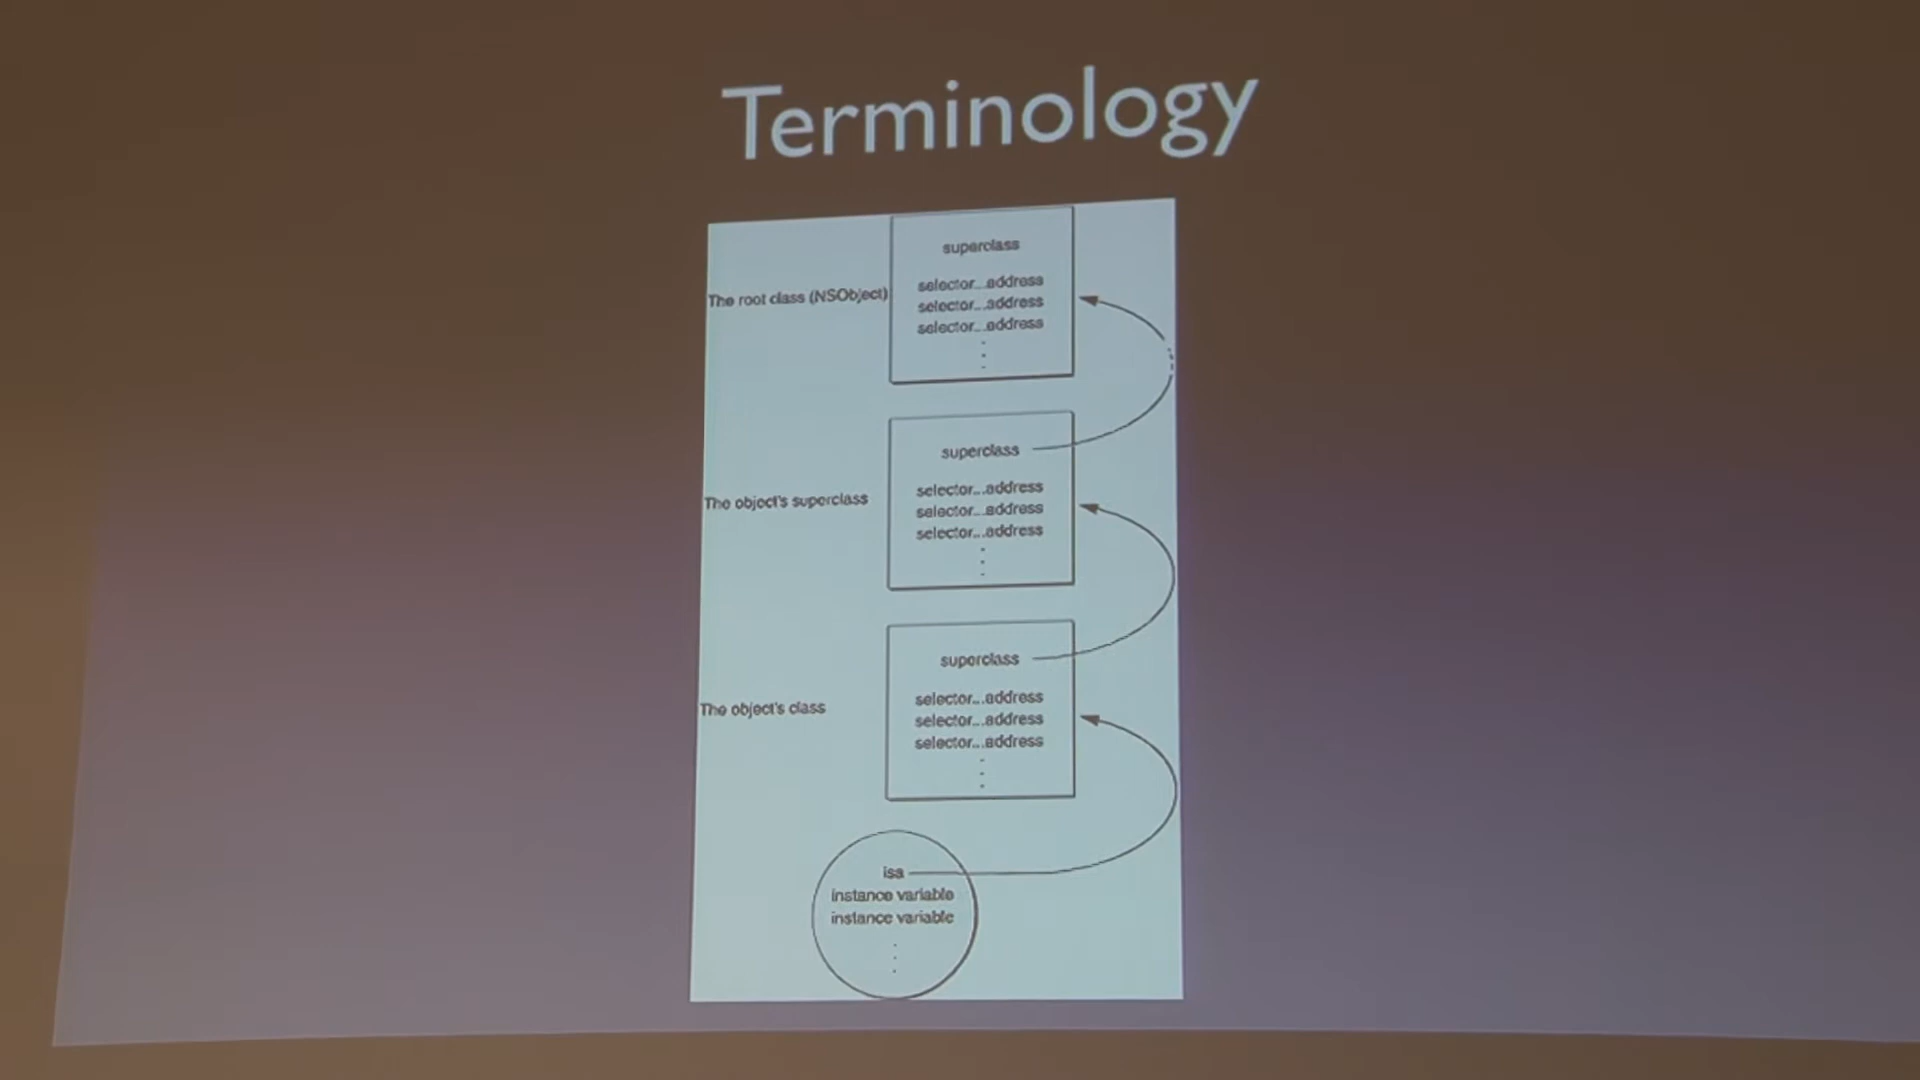 Terminology
superclass
The root class (NSObject)
selector...address
selector...address
selector...address
superclass
The object's superclass
selector...address
selector...address
selector...address
superclass
The object's class
selector...address
selector...address
selector...address
isa
instance variable
instance variable